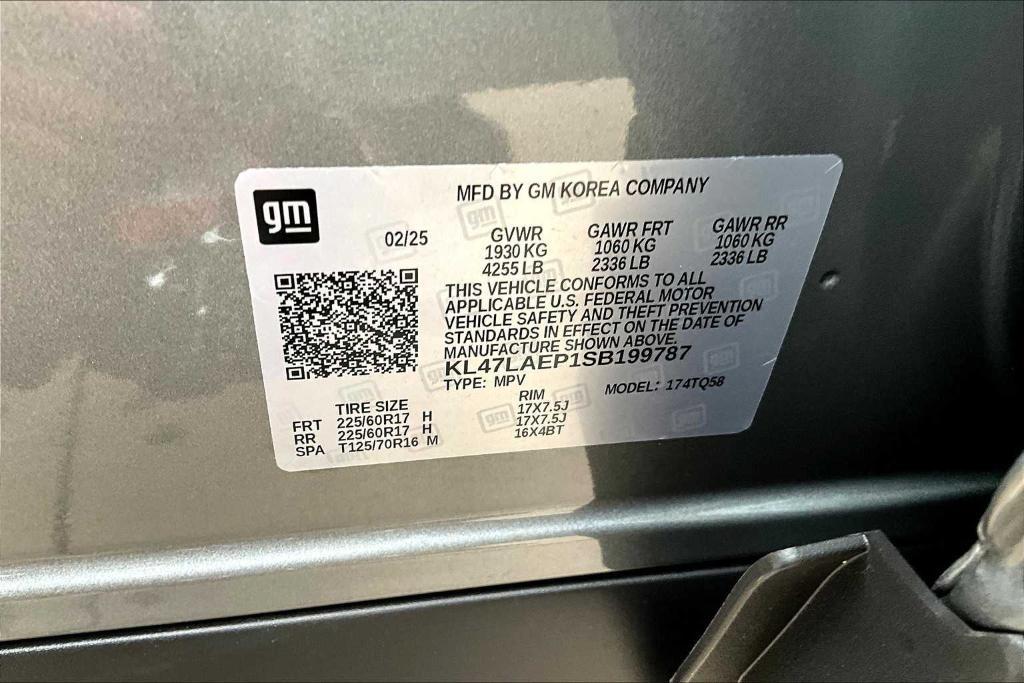 gm
MFD BY GM KOREA COMPANY
02/25
GVWR GAWR FRT GAWR RR
1930 KG 1060 KG 1060 KG
4255 LB 2336 LB 2336 LB
THIS VEHICLE CONFORMS TO ALL
APPLICABLE U.S. FEDERAL MOTOR
VEHICLE SAFETY AND THEFT PREVENTION
STANDARDS IN EFFECT ON THE DATE OF
MANUFACTURE SHOWN ABOVE.
KL47LAEP1SB199787
TYPE: MPV MODEL: 174TQ58
TIRE SIZE RIM
FRT 225/60R17 H 17X7.5J
RR 225/60R17 H 17X7.5J
SPA T125/70R16 M 16X4BT